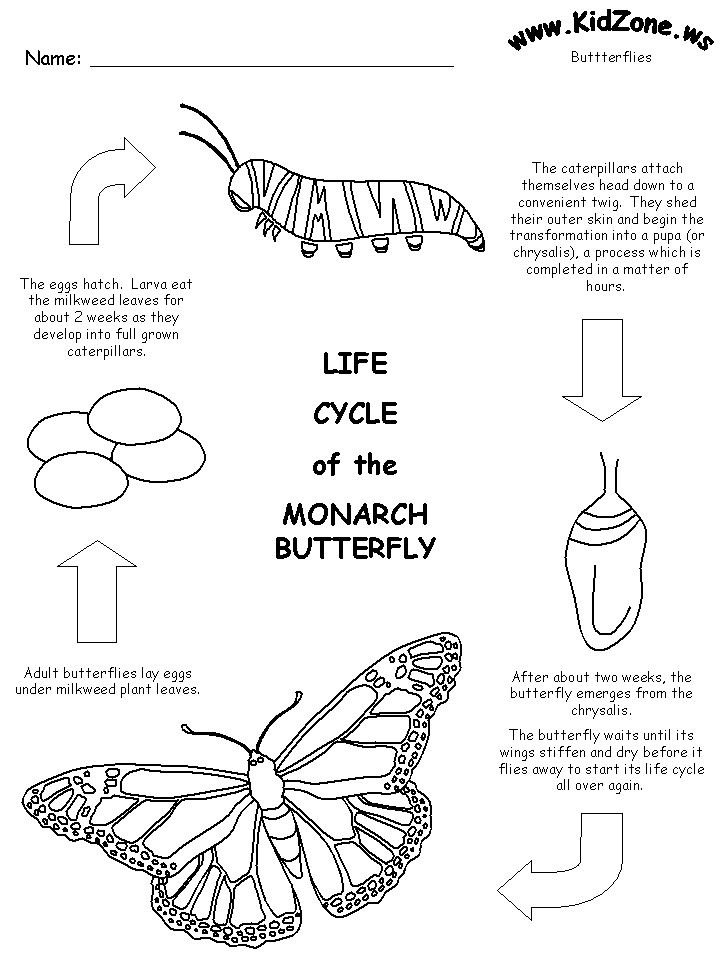 www.KidZone.ws
Name:
Buttterflies
The caterpillars attach
themselves head down to a
convenient twig. They shed
their outer skin and begin the
transformation into a pupa (or
chrysalis), a process which is
completed in a matter of
hours.
The eggs hatch. Larva eat
the milkweed leaves for
about 2 weeks as they
develop into full grown
caterpillars.
LIFE
CYCLE
of the
MONARCH
BUTTERFLY
Adult butterflies lay eggs
under milkweed plant leaves.
After about two weeks, the
butterfly emerges from the
chrysalis.
The butterfly waits until its
wings stiffen and dry before it
flies away to start its life cycle
all over again.